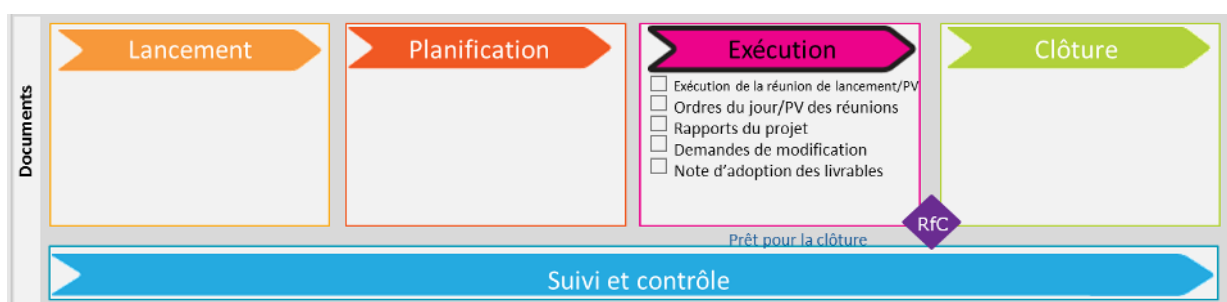 Documents
Lancement
Planification
Exécution
Clôture
Exécution de la réunion de lancement/PV
Ordres du jour/PV des réunions
Rapports du projet
Demandes de modification
Note d’adoption des livrables
RfC
Prêt pour la clôture
Suivi et contrôle